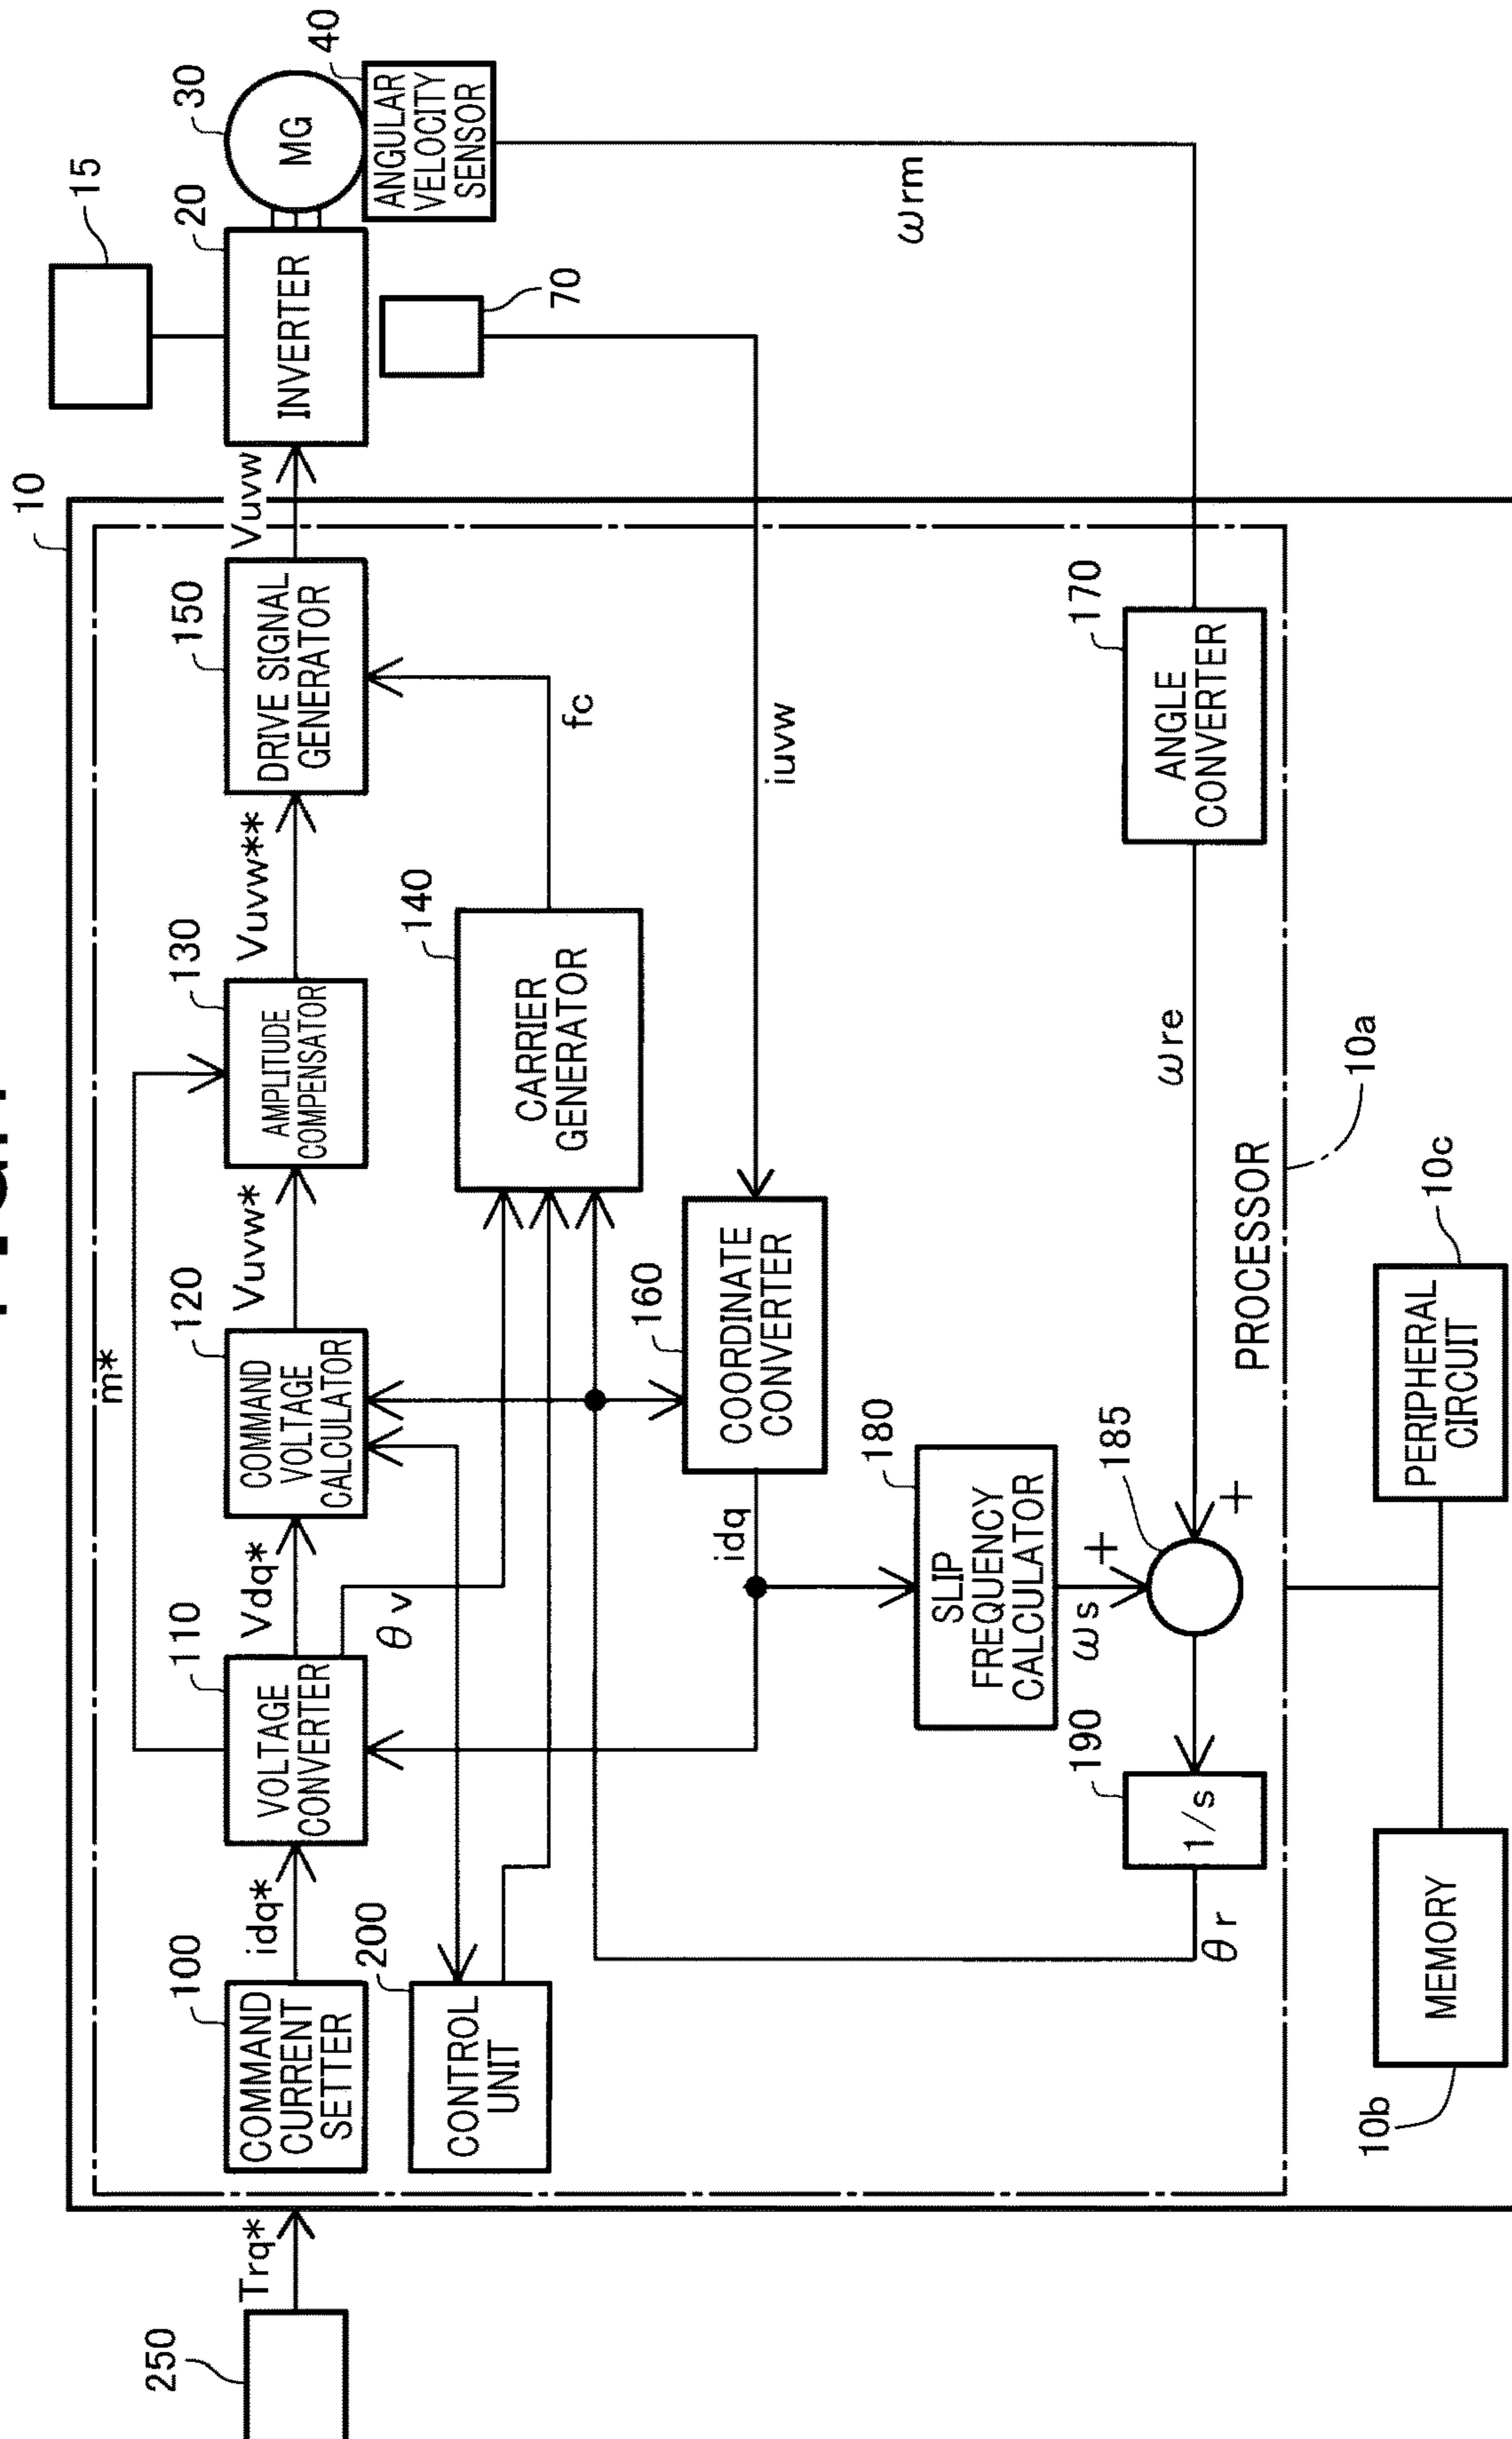 10
15
20
30
40
MG
ANGULAR
VELOCITY
SENSOR
INVERTER
70
250
Trq*
100
COMMAND
CURRENT
SETTER
idq*
110
VOLTAGE
CONVERTER
m*
Vdq*
120
COMMAND
VOLTAGE
CALCULATOR
Vuvw*
130
AMPLITUDE
COMPENSATOR
Vuvw**
150
DRIVE SIGNAL
GENERATOR
Vuvw
200
CONTROL
UNIT
θv
140
CARRIER
GENERATOR
fc
160
COORDINATE
CONVERTER
idq
iuvw
ωrm
180
SLIP
FREQUENCY
CALCULATOR
ωs
+
185
+
190
1/s
θr
ωre
170
ANGLE
CONVERTER
PROCESSOR
10a
10b
MEMORY
PERIPHERAL
CIRCUIT
10c